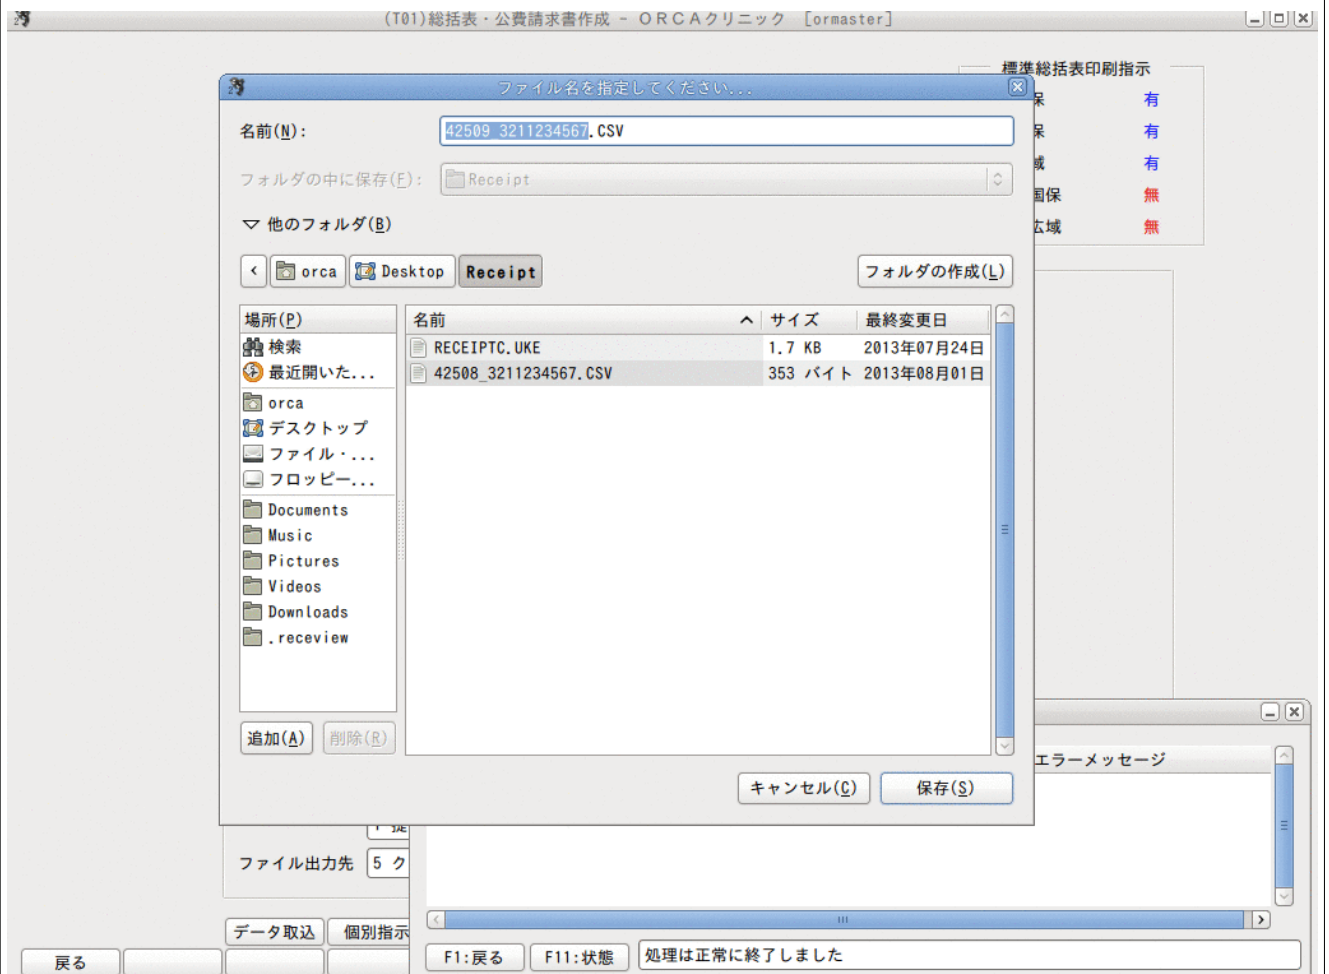 (T01)総括表・公費請求書作成 - ＯＲＣＡクリニック [ormaster]
標準総括表印刷指示
ファイル名を指定してください...
保 有
名前(N): 42509_3211234567.CSV
保 有
域 有
フォルダの中に保存(F): Receipt
国保 無
広域 無
他のフォルダ(B)
orca Desktop Receipt フォルダの作成(L)
場所(P) 名前 サイズ 最終変更日
検索 RECEIPTC.UKE 1.7 KB 2013年07月24日
最近開いた... 42508_3211234567.CSV 353 バイト 2013年08月01日
orca
デスクトップ
ファイル・...
フロッピー...
Documents
Music
Pictures
Videos
Downloads
.receview
追加(A) 削除(R)
エラーメッセージ
キャンセル(C) 保存(S)
ファイル出力先 5 ク
データ取込 個別指示
戻る F1:戻る F11:状態 処理は正常に終了しました